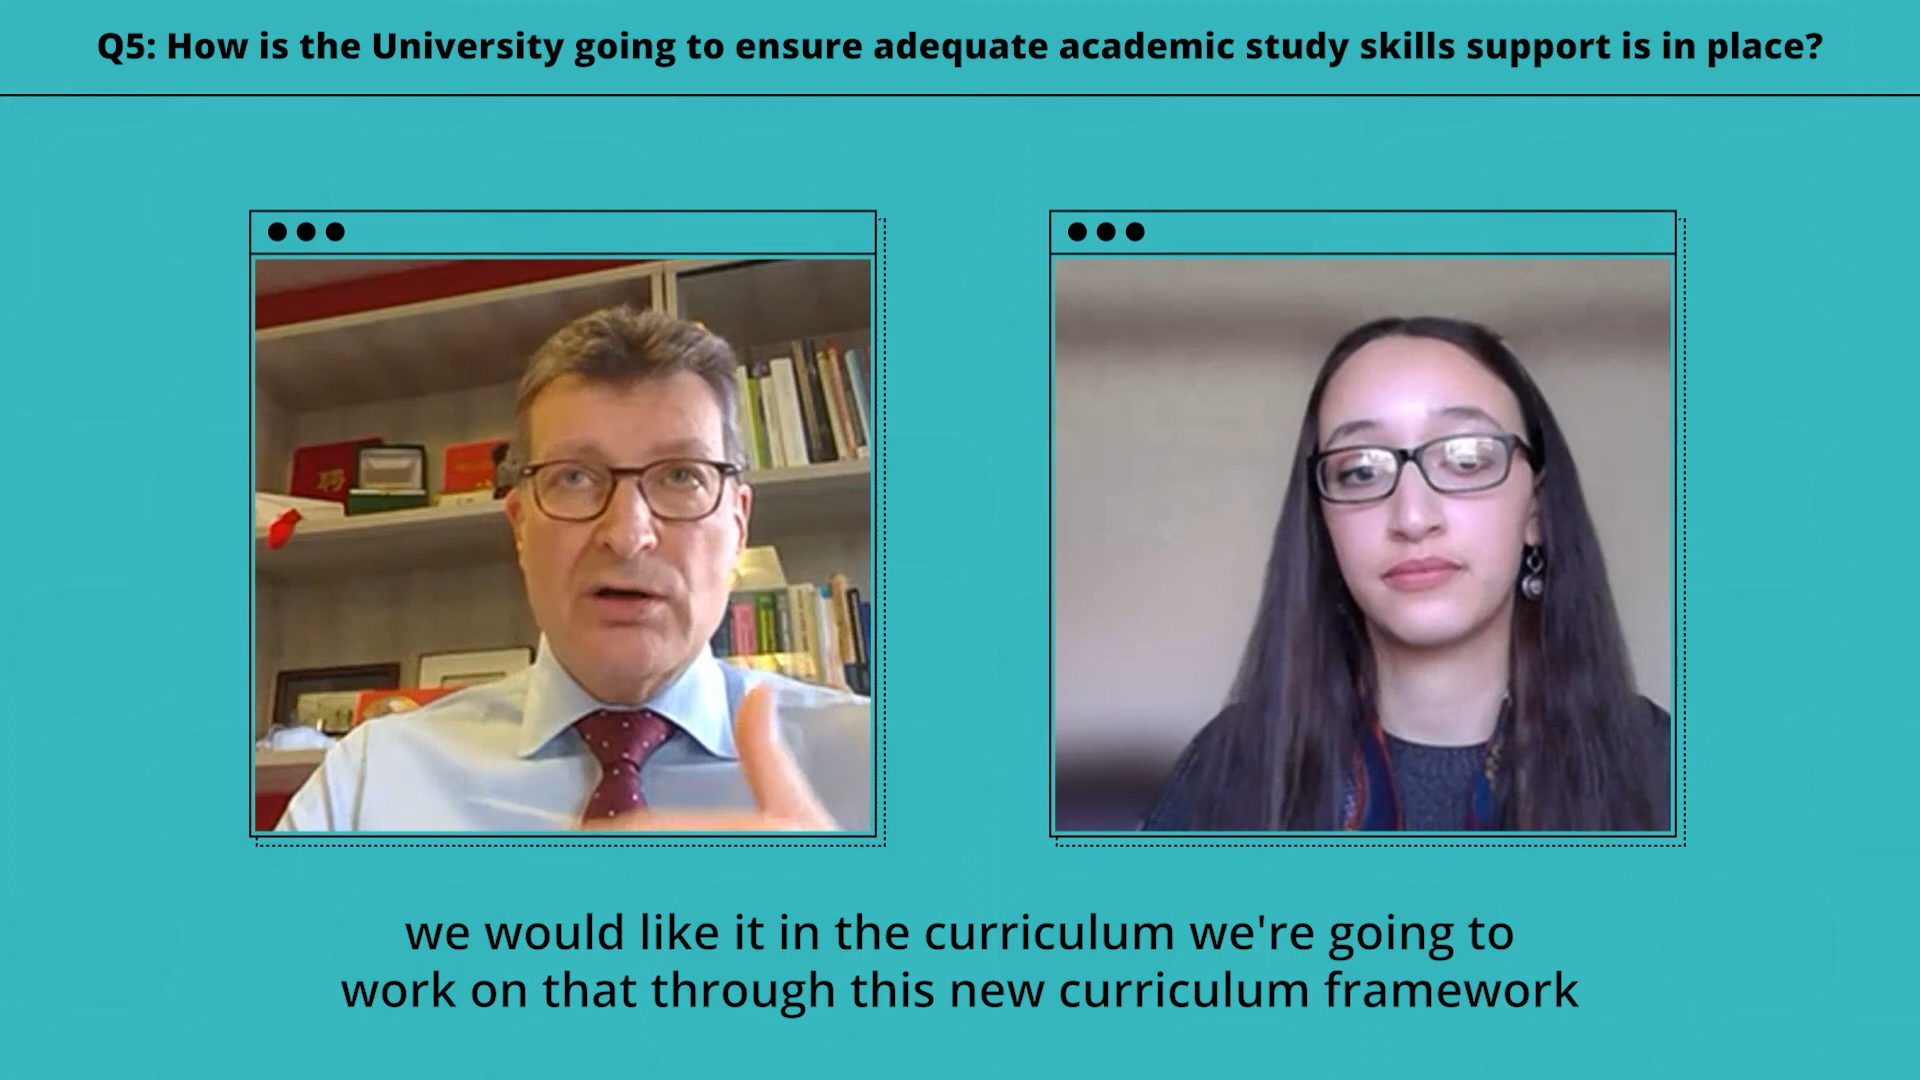 Q5: How is the University going to ensure adequate academic study skills support is in place?
聘
we would like it in the curriculum we're going to
work on that through this new curriculum framework